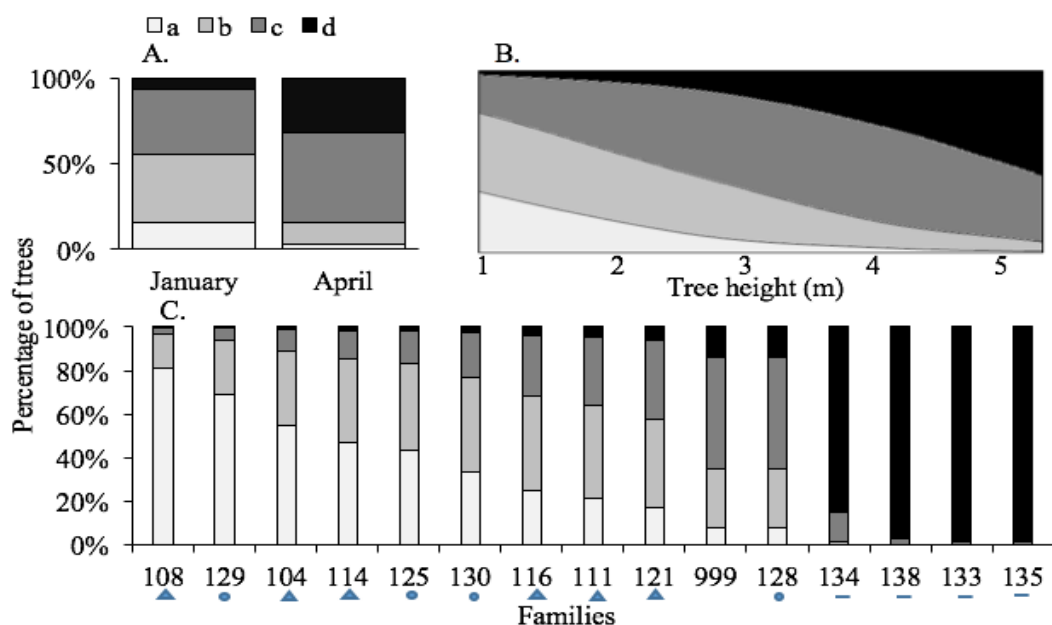 a b c d
A.
100%
50%
0%
January April
B.
1 2 3 4 5
Tree height (m)
Percentage of trees
C.
100%
80%
60%
40%
20%
0%
108 129 104 114 125 130 116 111 121 999 128 134 138 133 135
Families